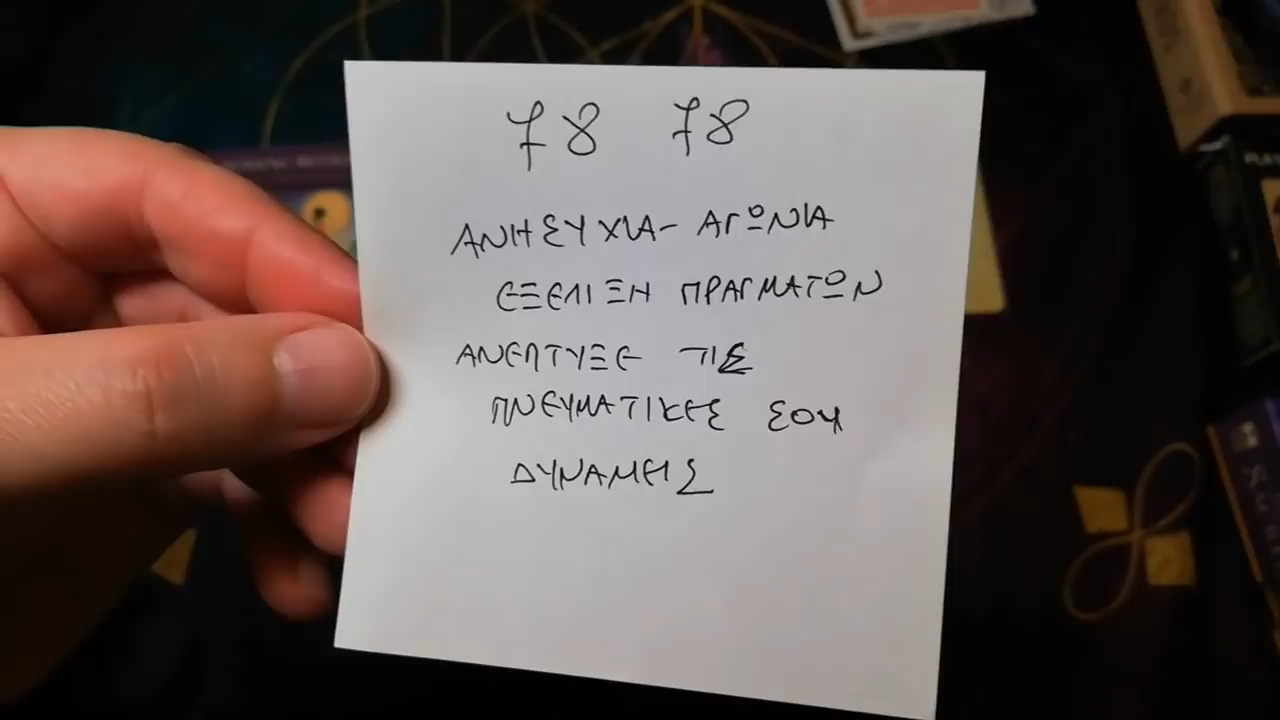 78 78
ΑΝΗΣΥΧΙΑ- ΑΓΩΝΙΑ
ΕΞΕΛΙΞΗ ΠΡΑΓΜΑΤΩΝ
ΑΝΕΠΤΥΞΕ ΤΙΣ
ΠΝΕΥΜΑΤΙΚΕΣ ΣΟΥ
ΔΥΝΑΜΕΙΣ